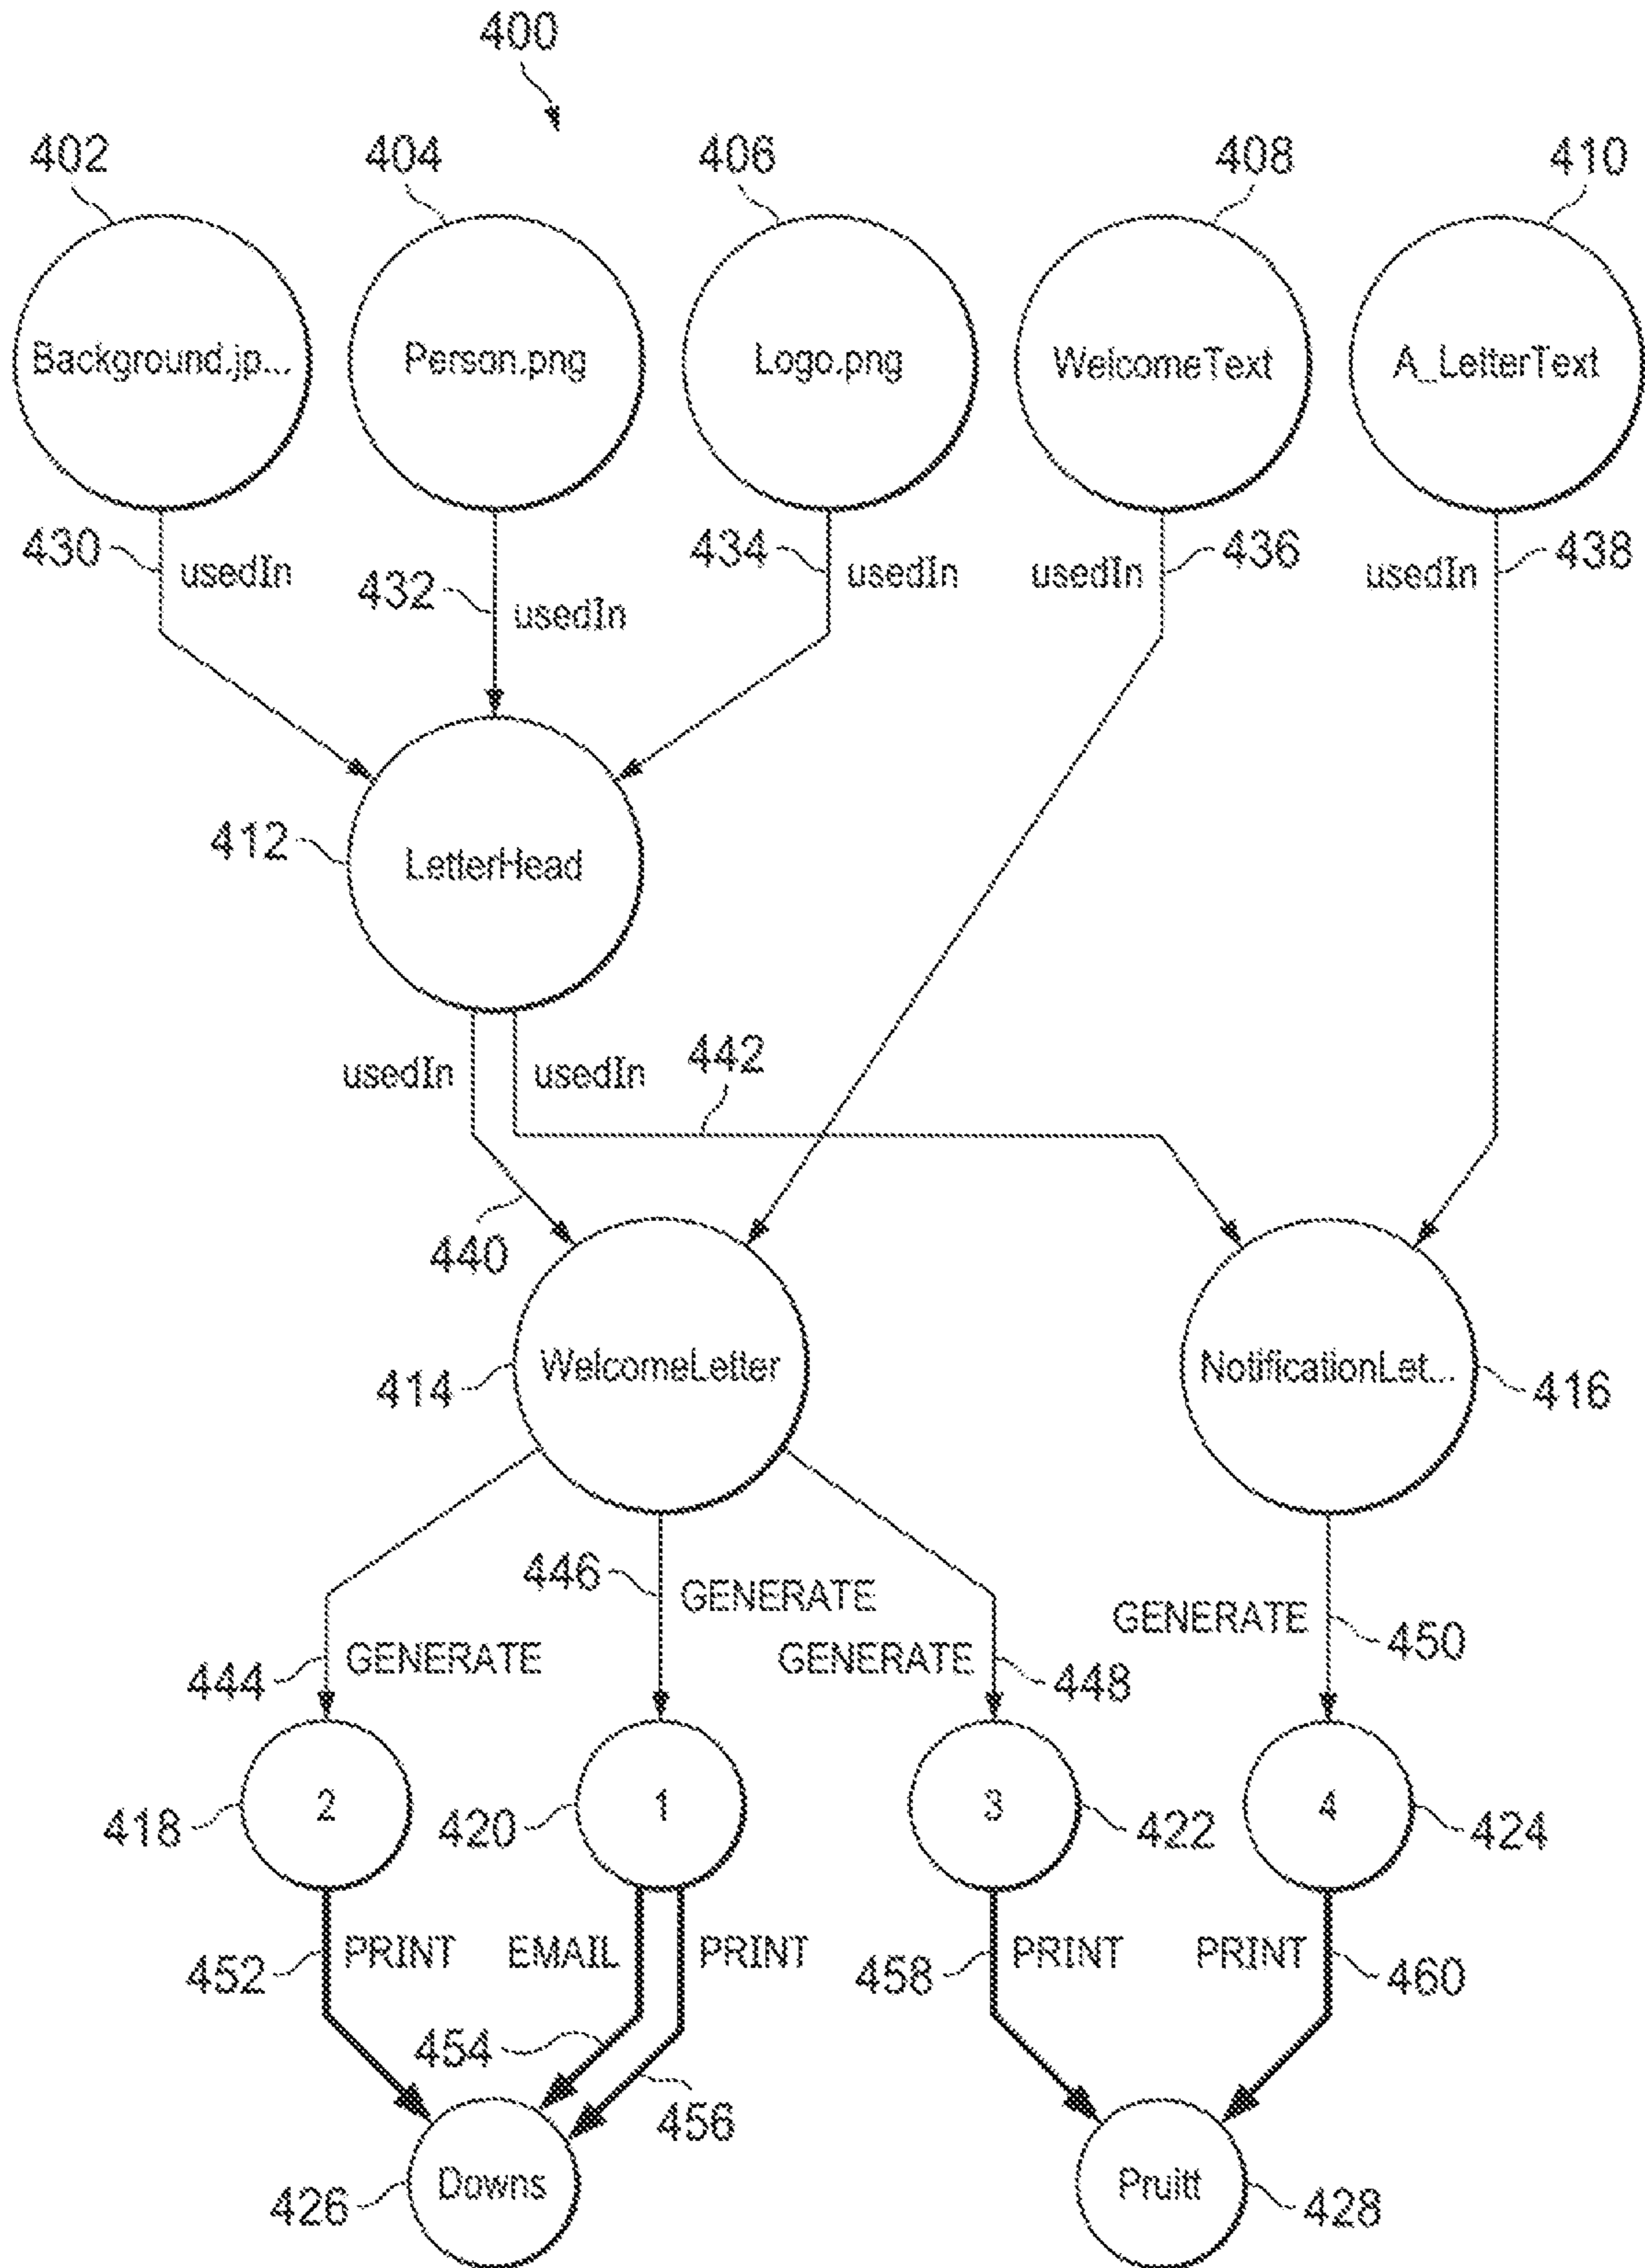 400
402
404
406
408
410
Background.jp...
Person.png
Logo.png
WelcomeText
A_LetterText
430
usedIn
432
usedIn
434
usedIn
usedIn
436
usedIn
438
412
LetterHead
usedIn
usedIn
442
440
414
WelcomeLetter
NotificationLet...
416
446
GENERATE
444
GENERATE
GENERATE
448
GENERATE
450
418
2
420
1
3
422
4
424
452
PRINT
EMAIL
PRINT
458
PRINT
PRINT
460
454
456
426
Downs
Pruitt
428